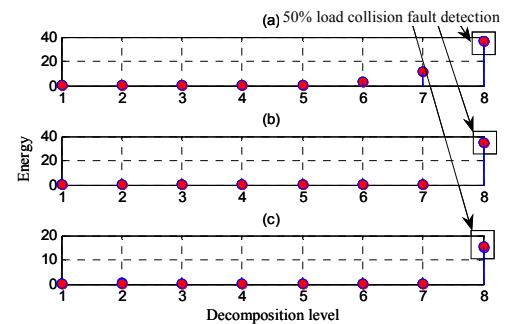 (a) 50% load collision fault detection
40
20
0
1 2 3 4 5 6 7 8
(b)
40
20
0
1 2 3 4 5 6 7 8
(c)
20
10
0
1 2 3 4 5 6 7 8
Energy
Decomposition level